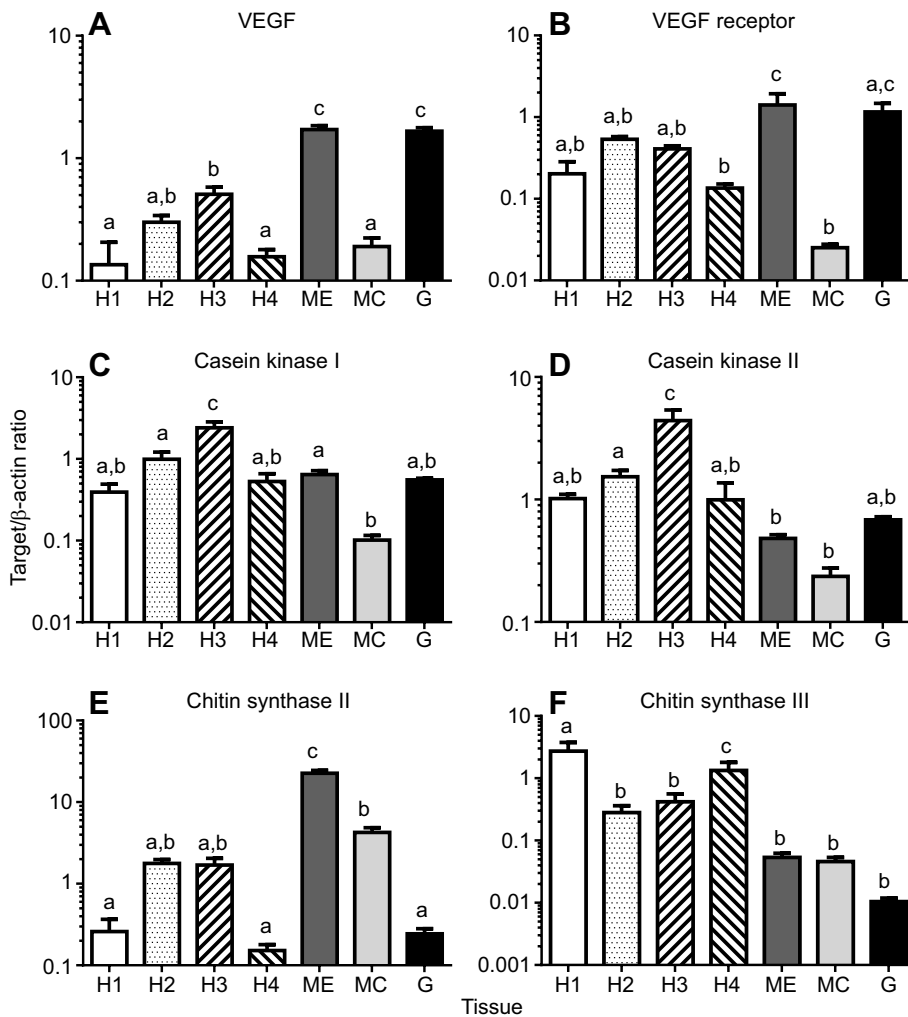 A VEGF
10
1
0.1
a a,b b a c a c
H1 H2 H3 H4 ME MC G
B VEGF receptor
10
1
0.1
0.01
a,b a,b a,b b c b a,c
H1 H2 H3 H4 ME MC G
Target/β-actin ratio
C Casein kinase I
10
1
0.1
0.01
a,b a c a,b a b a,b
H1 H2 H3 H4 ME MC G
D Casein kinase II
10
1
0.1
a,b a c a,b b b a,b
H1 H2 H3 H4 ME MC G
E Chitin synthase II
100
10
1
0.1
a a,b a,b a c b a
H1 H2 H3 H4 ME MC G
F Chitin synthase III
10
1
0.1
0.01
0.001
a b b c b b b
H1 H2 H3 H4 ME MC G
Tissue